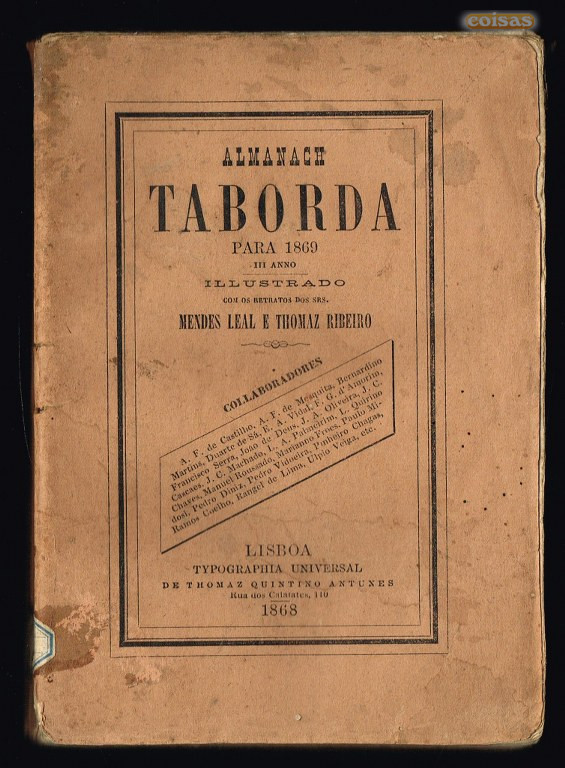 coisas
ALMANACH
TABORDA
PARA 1869
III ANNO
ILLUSTRADO
COM OS RETRATOS DOS SRS.
MENDES LEAL E THOMAZ RIBEIRO
COLLABORADORES
A. F. de Castilho, A. F. de Mesquita, Bernardino
Martins, Duarte de Sá, E. A. Vidal, F. G. d'Amorim,
Francisco Serra, João de Deus, J. A. Oliveira, J. C.
Cascaes, J. C. Machado, L. A. Palmeirim, L. Quirino
Chaves, Manuel Roussado, Marianno Froes, Paulo Mi-
dosi, Pedro Diniz, Pedro Vidoeira, Pinheiro Chagas,
Ramos Coelho, Rangel de Lima, Ulpio Veiga, etc.
LISBOA
TYPOGRAPHIA UNIVERSAL
DE THOMAZ QUINTINO ANTUNES
Rua dos Calafates, 110
1868